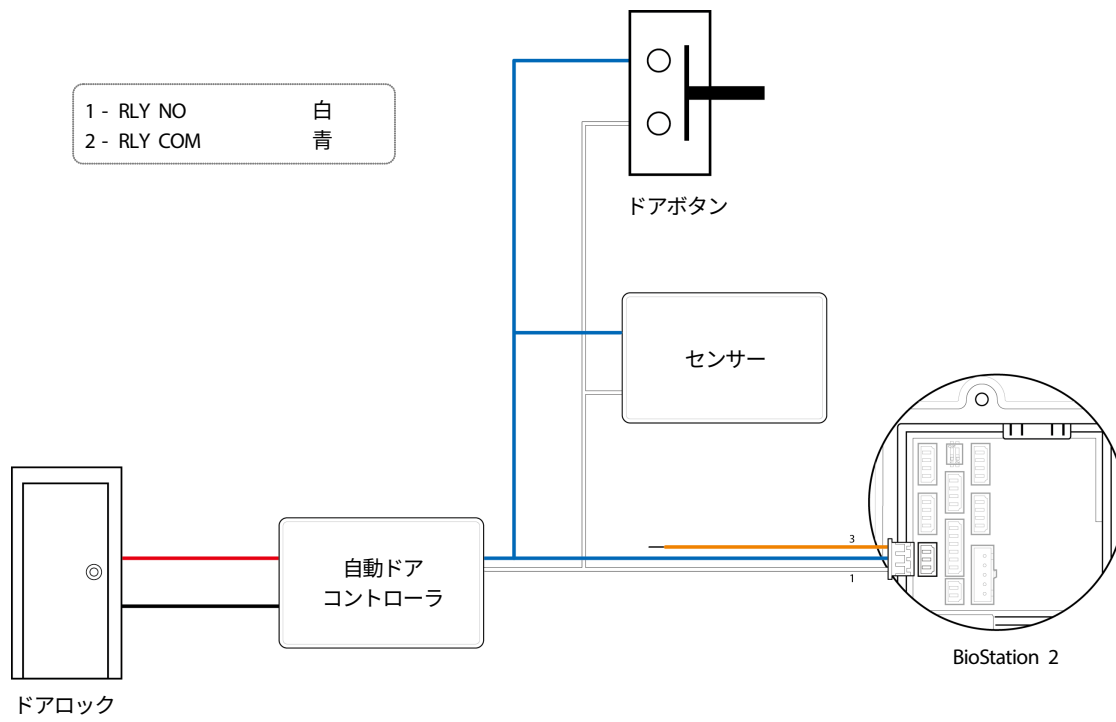 1 - RLY NO 白
2 - RLY COM 青
ドアボタン
センサー
3
自動ドア
コントローラ
1
BioStation 2
ドアロック